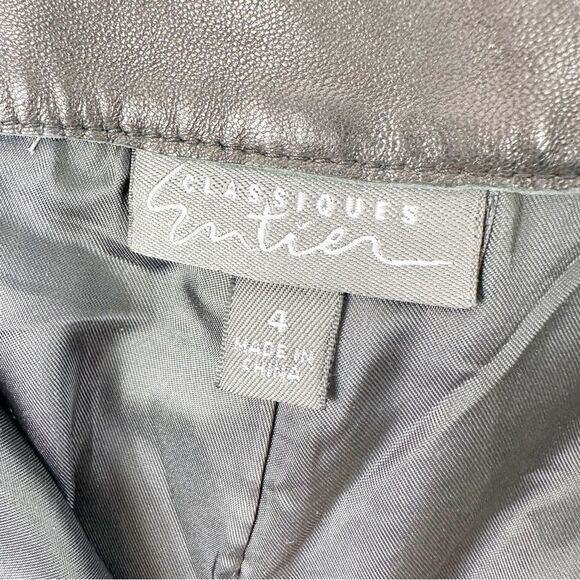 CLASSIQUES
Entier
4
MADE IN
CHINA